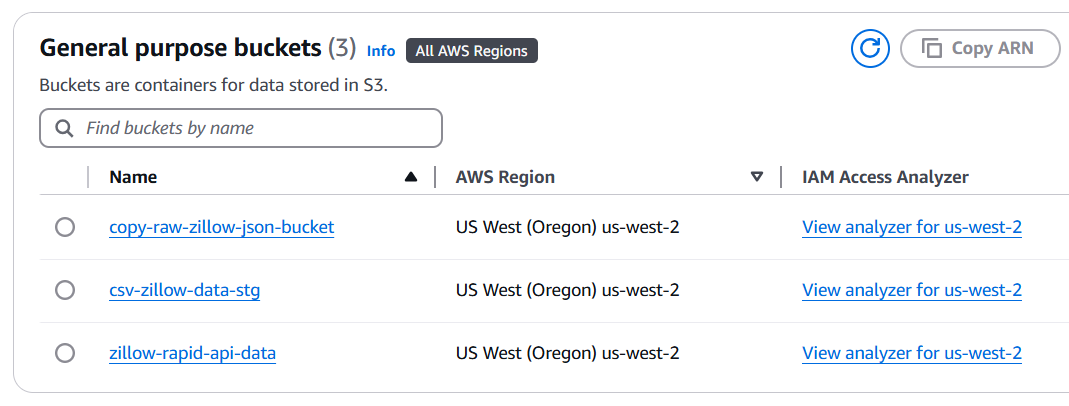 General purpose buckets (3) Info All AWS Regions Copy ARN
Buckets are containers for data stored in S3.
Find buckets by name
Name AWS Region IAM Access Analyzer
copy-raw-zillow-json-bucket US West (Oregon) us-west-2 View analyzer for us-west-2
csv-zillow-data-stg US West (Oregon) us-west-2 View analyzer for us-west-2
zillow-rapid-api-data US West (Oregon) us-west-2 View analyzer for us-west-2